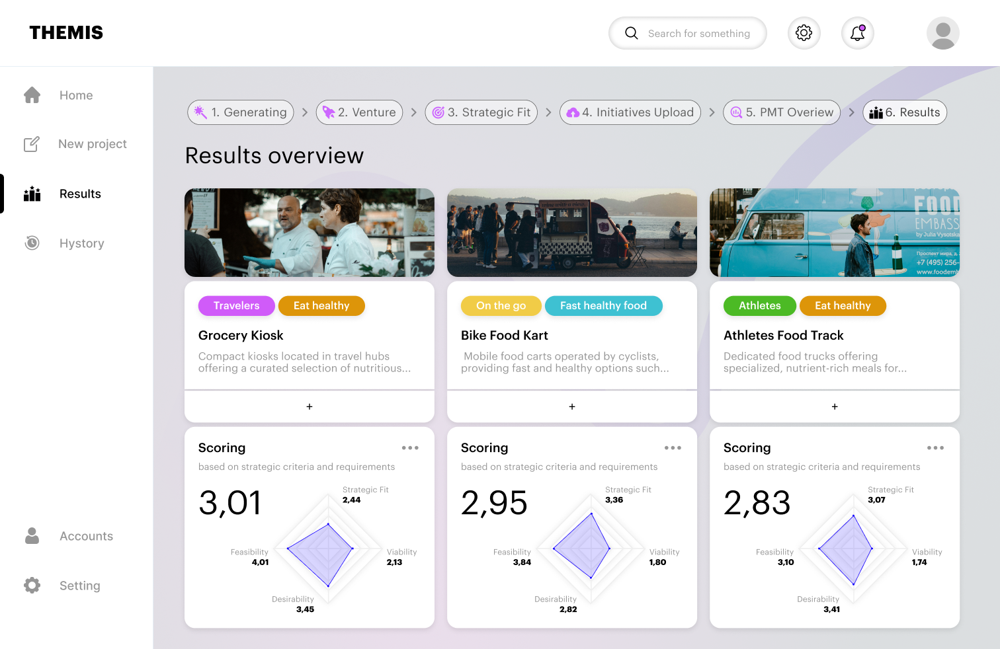 THEMIS
Search for something
Home
New project
Results
Hystory
Accounts
Setting
1. Generating
2. Venture
3. Strategic Fit
4. Initiatives Upload
5. PMT Overiew
6. Results
Results overview
FOOD
EMBASS
by Julia Vysotska
Проспект мира, д.
+7 (495) 256-
www.foodemb
Travelers
Eat healthy
Grocery Kiosk
Compact kiosks located in travel hubs
offering a curated selection of nutritious...
+
On the go
Fast healthy food
Bike Food Kart
Mobile food carts operated by cyclists,
providing fast and healthy options such...
+
Athletes
Eat healthy
Athletes Food Track
Dedicated food trucks offering
specialized, nutrient-rich meals for...
+
Scoring
based on strategic criteria and requirements
3,01
Strategic Fit
2,44
Feasibility
4,01
Viability
2,13
Desirability
3,45
Scoring
based on strategic criteria and requirements
2,95
Strategic Fit
3,36
Feasibility
3,84
Viability
1,80
Desirability
2,82
Scoring
based on strategic criteria and requirements
2,83
Strategic Fit
3,07
Feasibility
3,10
Viability
1,74
Desirability
3,41